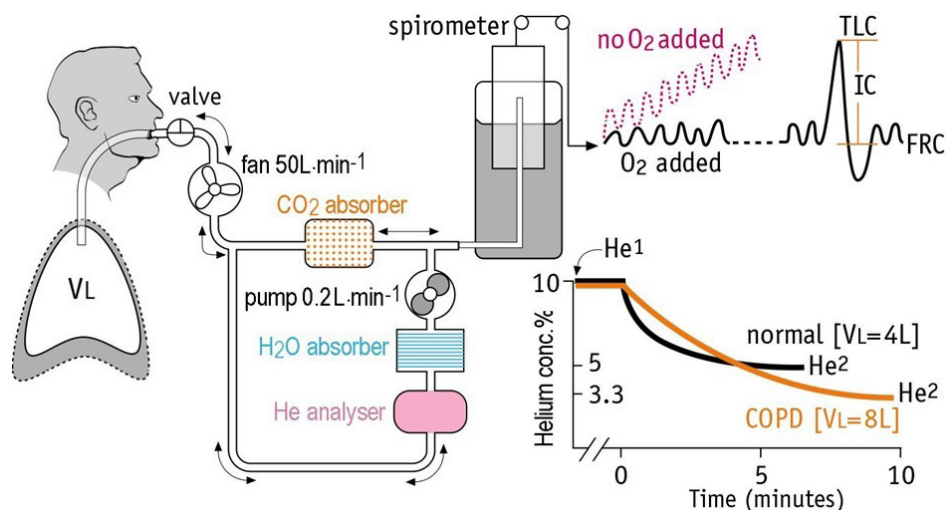 spirometer
no O2 added
O2 added
TLC
IC
FRC
valve
fan 50L·min-1
CO2 absorber
VL
pump 0.2L·min-1
H2O absorber
He analyser
He1
10
5
3.3
Helium conc.%
normal [VL=4L]
He2
He2
COPD [VL=8L]
0
5
10
Time (minutes)